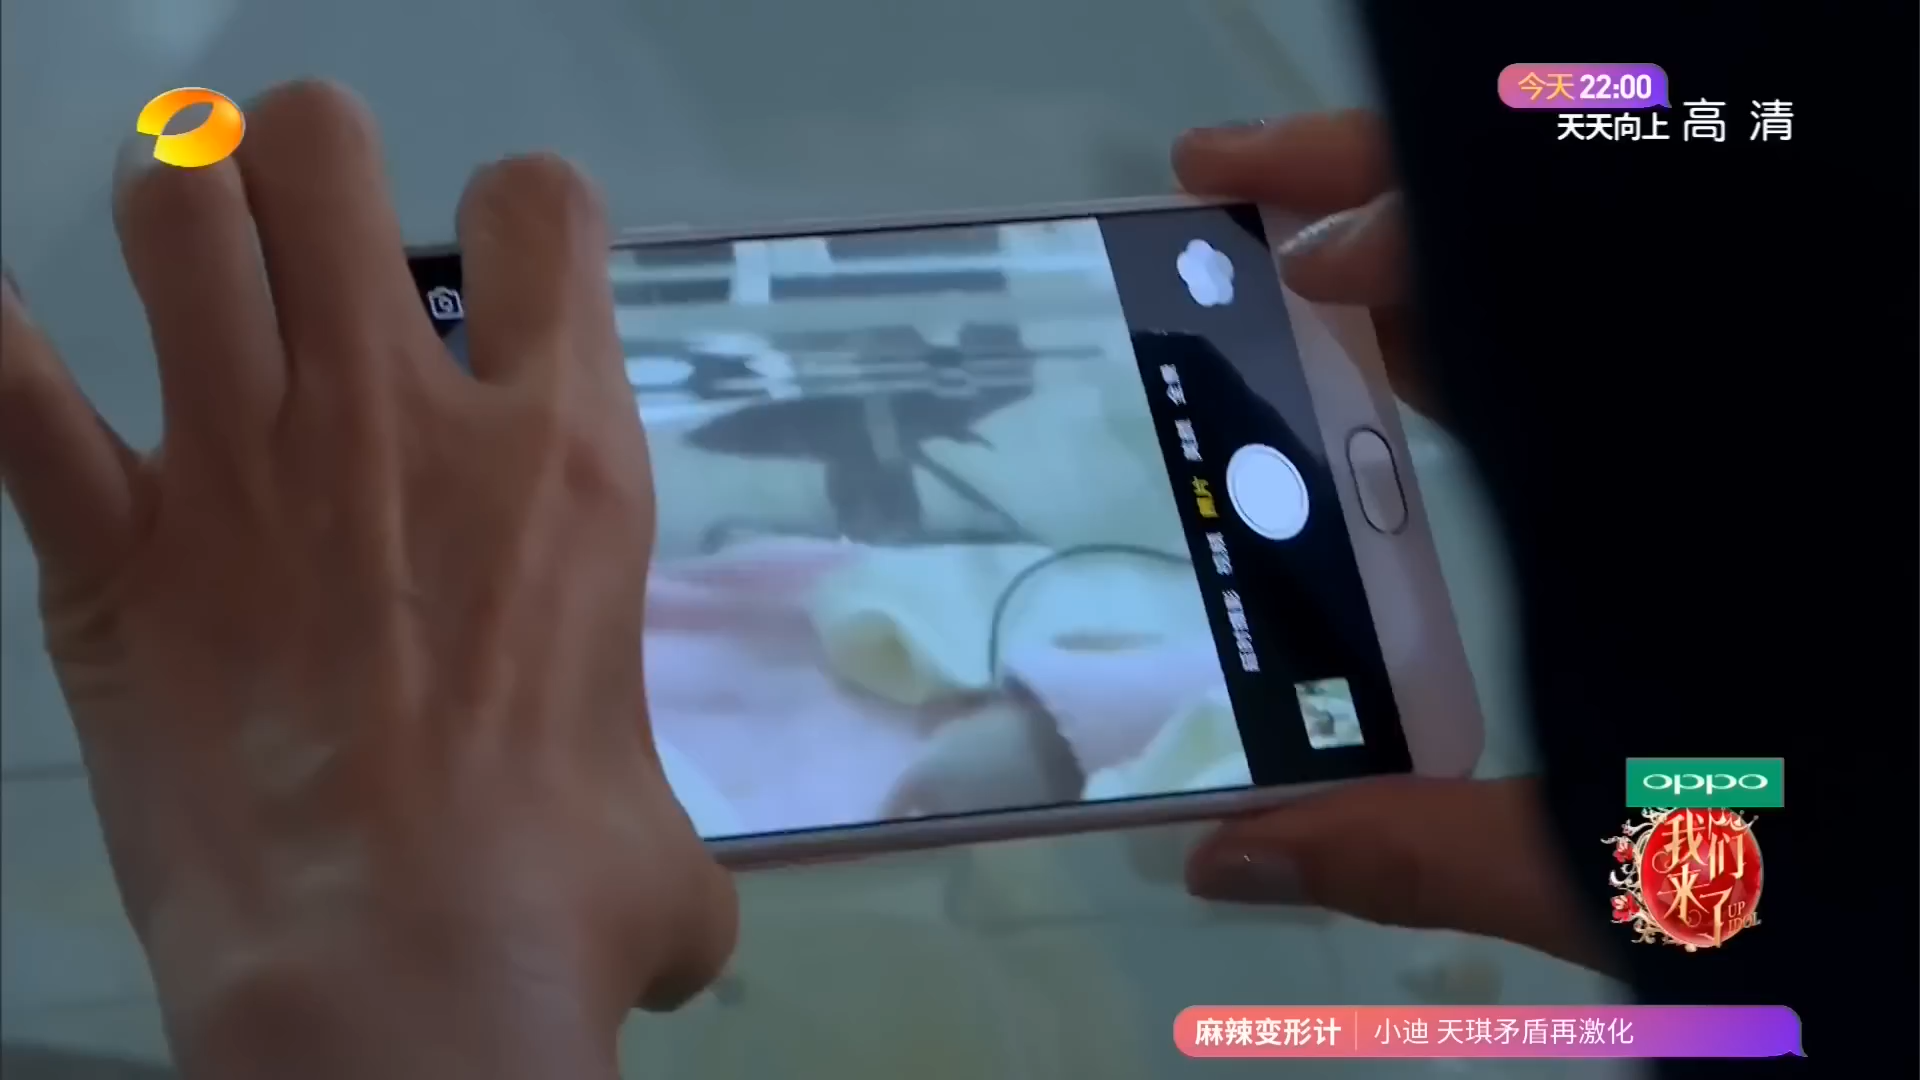 今天 22:00
天天向上 高清
oppo
我们来了
UP IDOL
麻辣变形计 小迪 天琪矛盾再激化